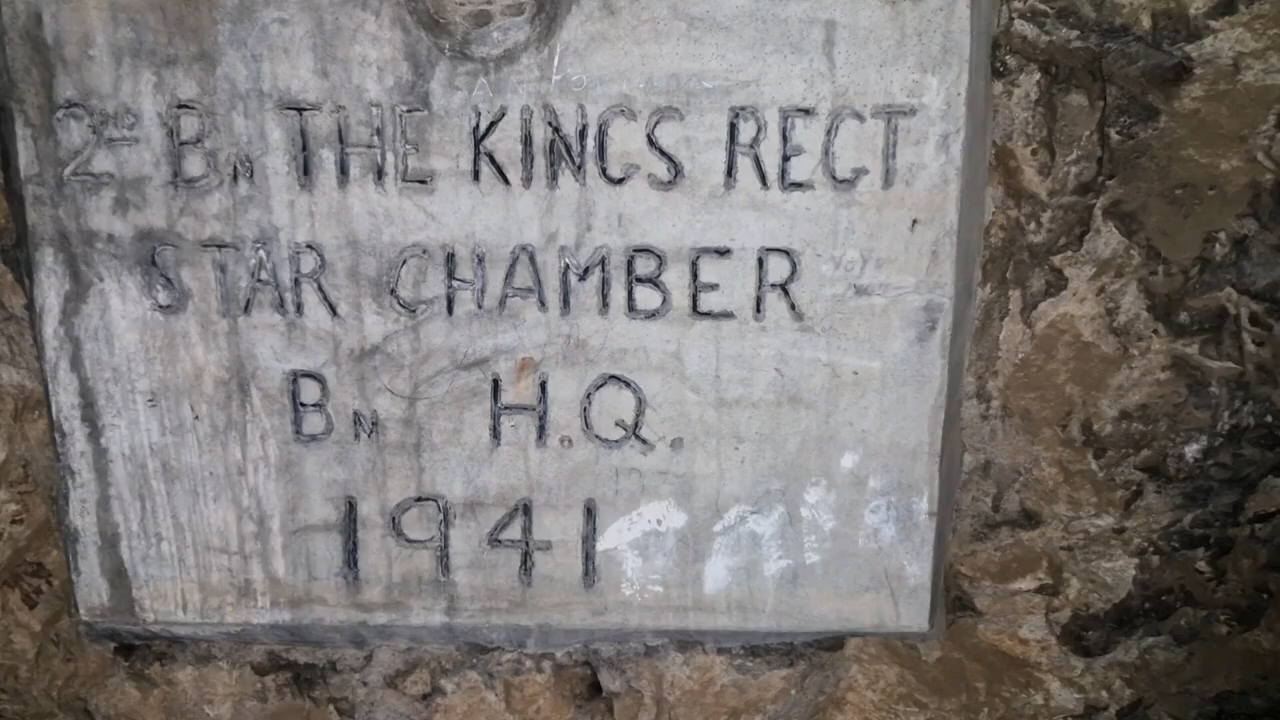 2ND BN THE KINGS REGT
STAR CHAMBER
BN H.Q.
1941